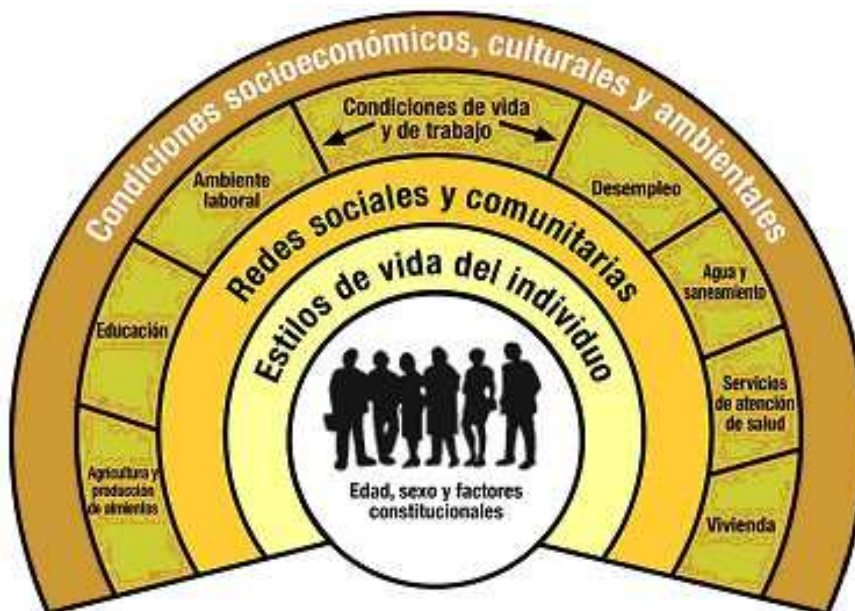 Condiciones socioeconómicos, culturales y ambientales
Condiciones de vida
y de trabajo
Ambiente
laboral
Desempleo
Redes sociales y comunitarias
Agua y
saneamiento
Estilos de vida del individuo
Educación
Servicios
de atención
de salud
Agricultura y
producción
de alimientos
Edad, sexo y factores
constitucionales
Vivienda